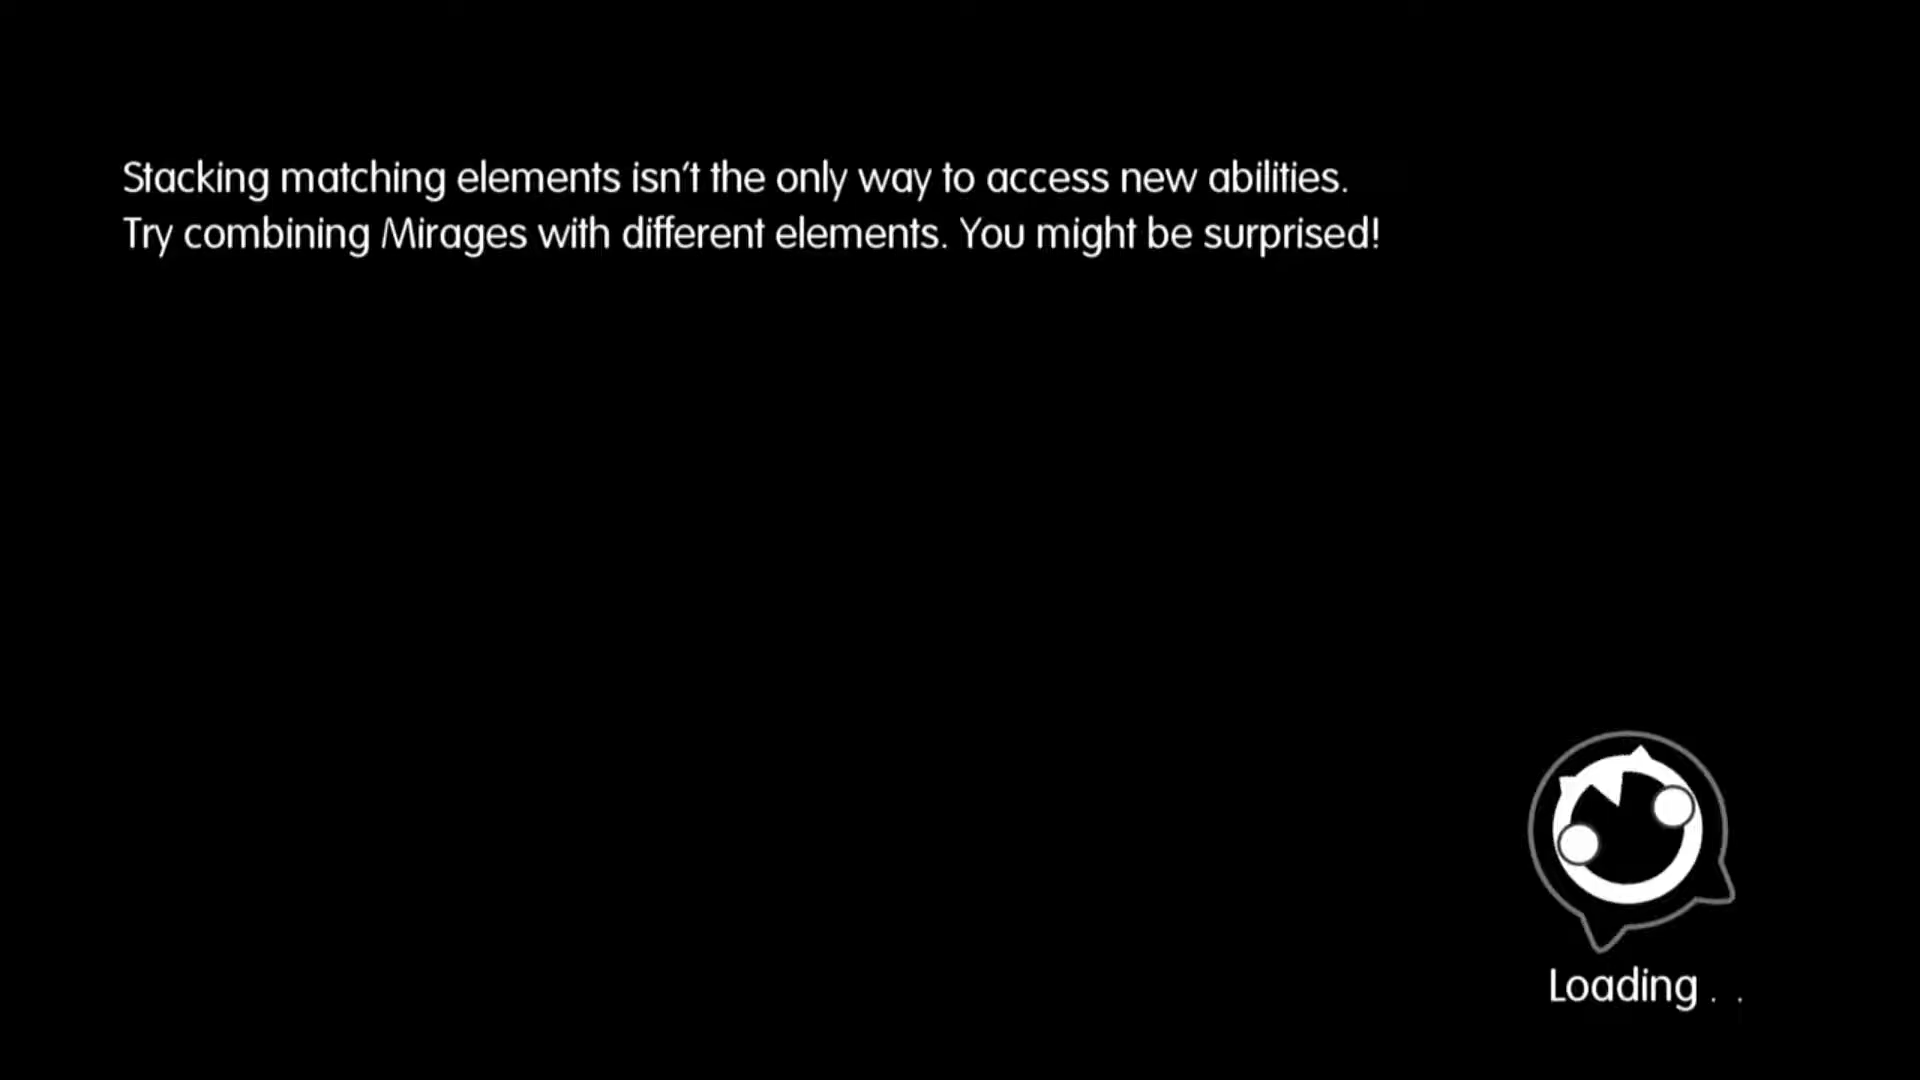 Stacking matching elements isn't the only way to access new abilities.
Try combining Mirages with different elements. You might be surprised!
Loading . .